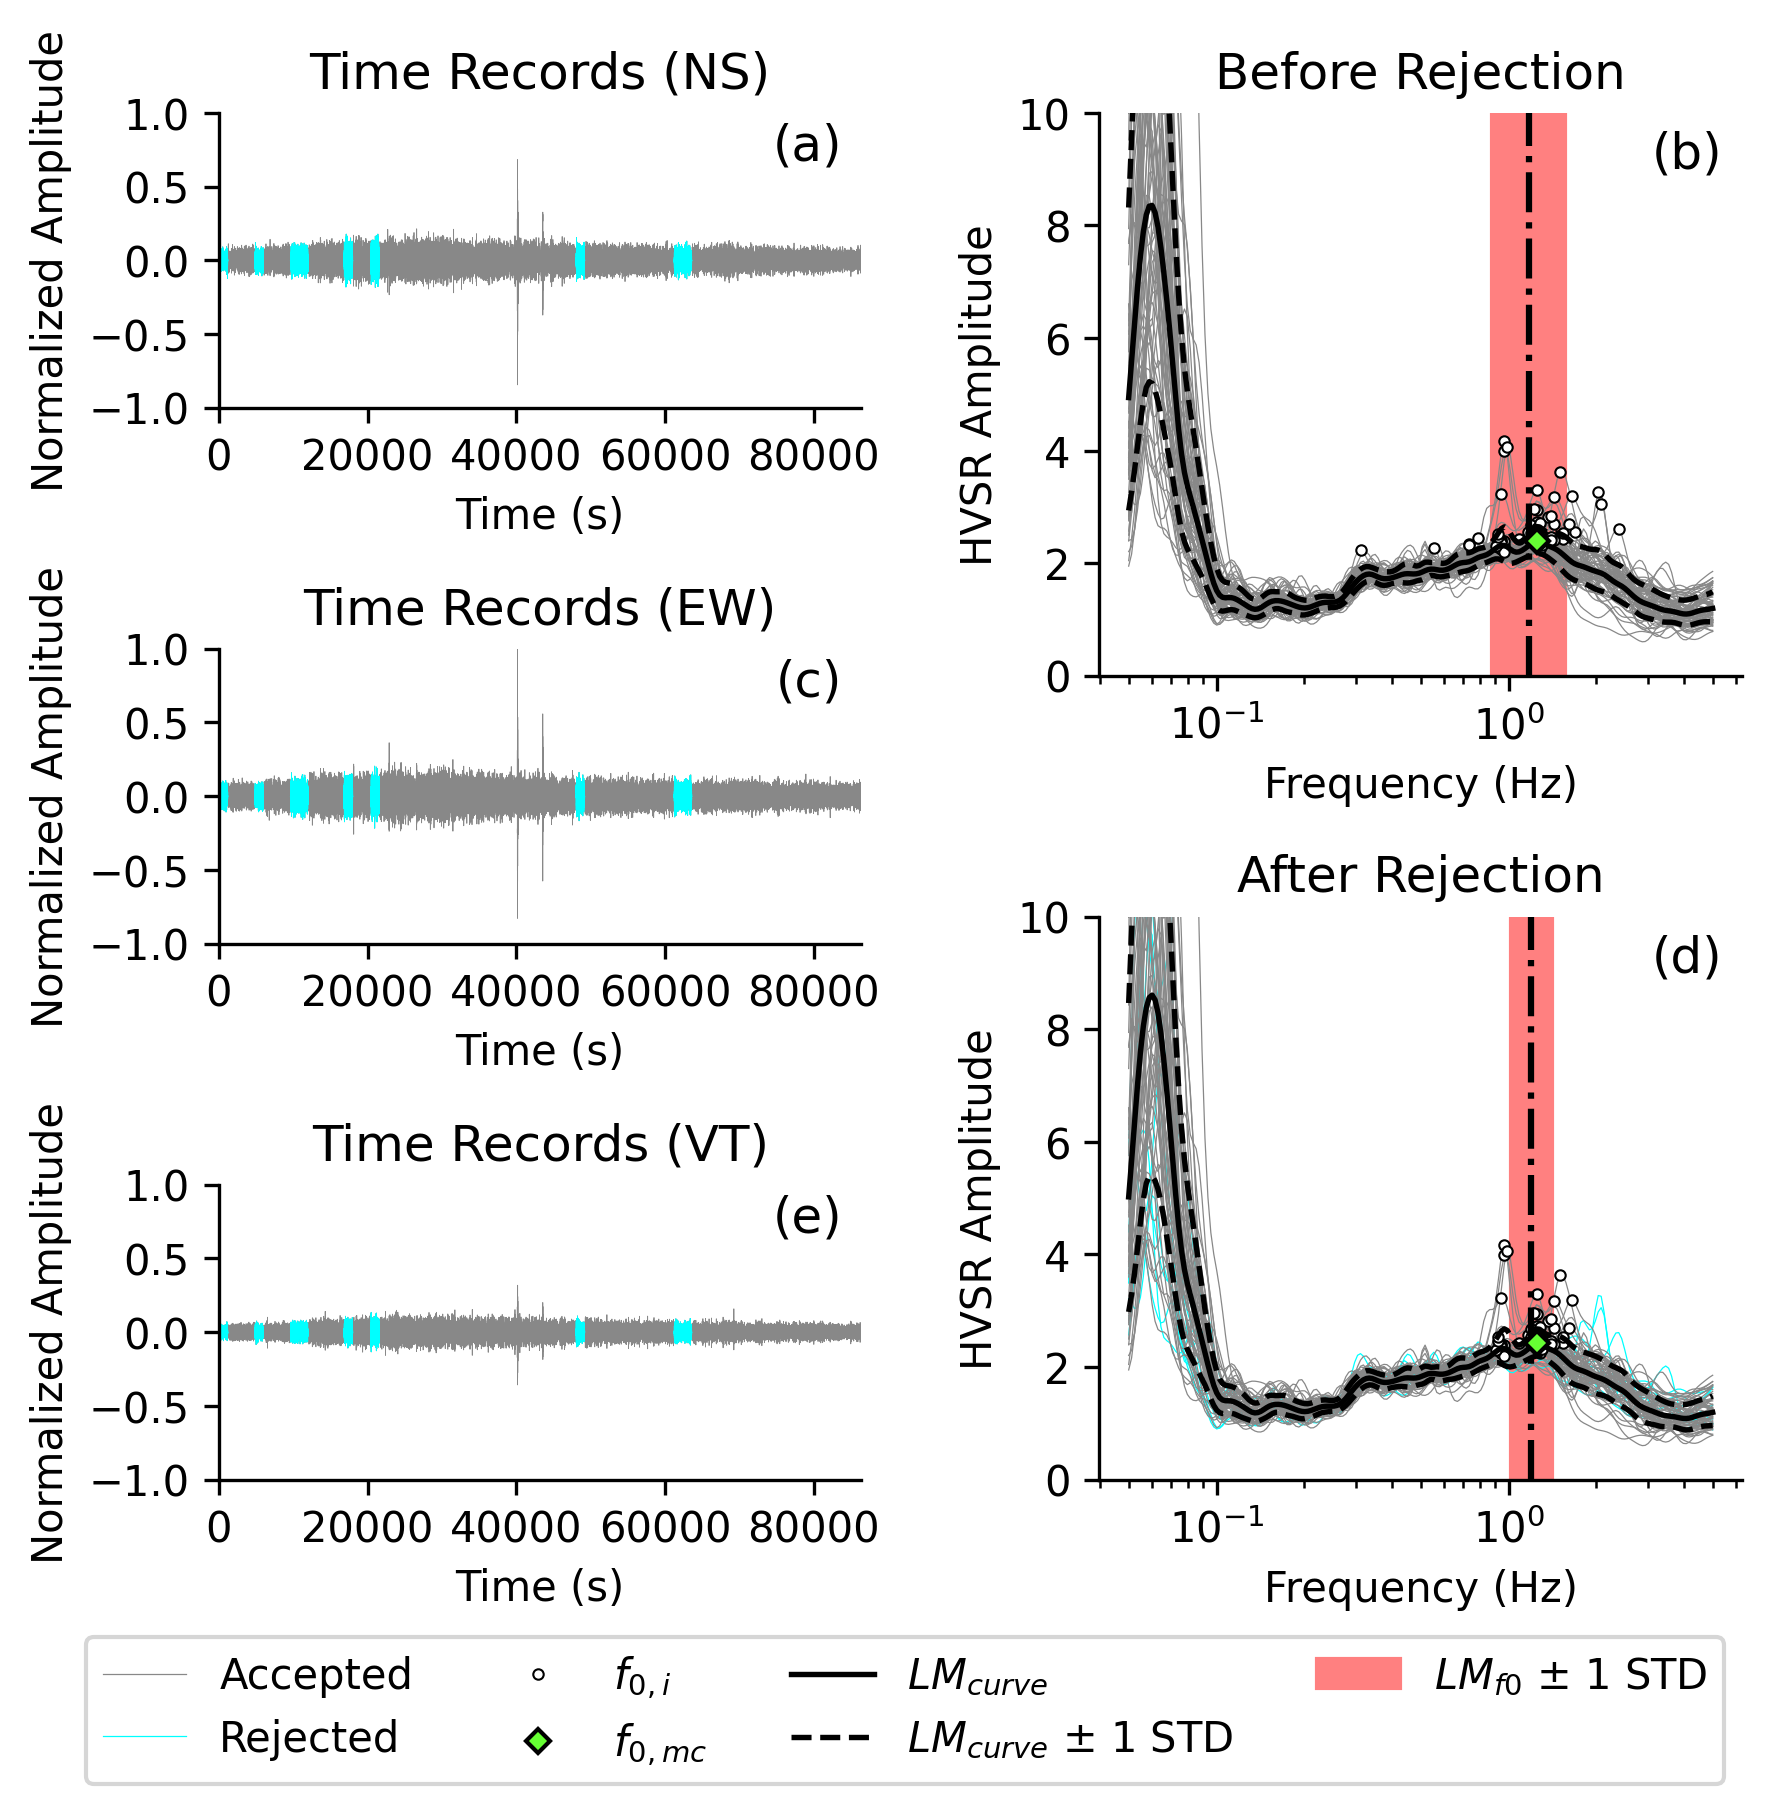 Time Records (NS)
Normalized Amplitude
1.0
0.5
0.0
−0.5
−1.0
(a)
0 20000 40000 60000 80000
Time (s)
Before Rejection
HVSR Amplitude
10
8
6
4
2
0
(b)
10⁻¹ 10⁰
Frequency (Hz)
Time Records (EW)
Normalized Amplitude
1.0
0.5
0.0
−0.5
−1.0
(c)
0 20000 40000 60000 80000
Time (s)
After Rejection
HVSR Amplitude
10
8
6
4
2
0
(d)
10⁻¹ 10⁰
Frequency (Hz)
Time Records (VT)
Normalized Amplitude
1.0
0.5
0.0
−0.5
−1.0
(e)
0 20000 40000 60000 80000
Time (s)
Accepted f0,i LMcurve LMf0 ± 1 STD
Rejected f0,mc LMcurve ± 1 STD